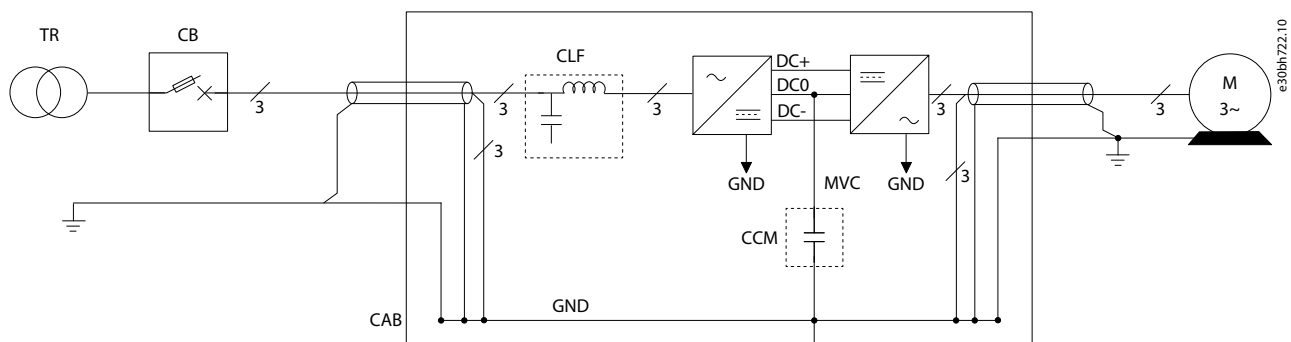 TR
CB
CLF
DC+
DC0
DC-
M
3~
3
3
3
3
3
3
3
GND
MVC
GND
CCM
GND
CAB
e30bh722.10